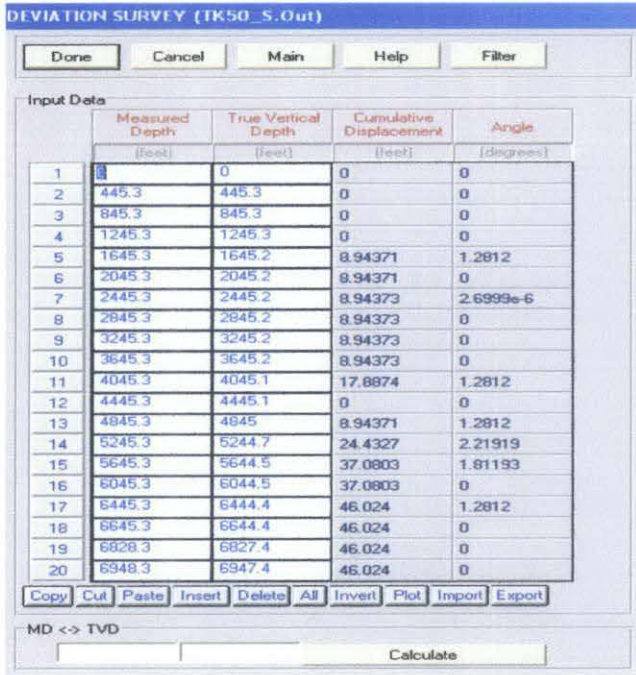 DEVIATION SURVEY (TK50_S.Out)
Done Cancel Main Help Filter
Input Data
Measured Depth True Vertical Depth Cumulative Displacement Angle
(feet) (feet) (feet) (degrees)
1 0 0 0 0
2 445.3 445.3 0 0
3 845.3 845.3 0 0
4 1245.3 1245.3 0 0
5 1645.3 1645.2 8.94371 1.2812
6 2045.3 2045.2 8.94371 0
7 2445.3 2445.2 8.94373 2.6999e-6
8 2845.3 2845.2 8.94373 0
9 3245.3 3245.2 8.94373 0
10 3645.3 3645.2 8.94373 0
11 4045.3 4045.1 17.8874 1.2812
12 4445.3 4445.1 0 0
13 4845.3 4845 8.94371 1.2812
14 5245.3 5244.7 24.4327 2.21919
15 5645.3 5644.5 37.0803 1.81193
16 6045.3 6044.5 37.0803 0
17 6445.3 6444.4 46.024 1.2812
18 6645.3 6644.4 46.024 0
19 6828.3 6827.4 46.024 0
20 6948.3 6947.4 46.024 0
Copy Cut Paste Insert Delete All Invert Plot Import Export
MD <-> TVD
Calculate